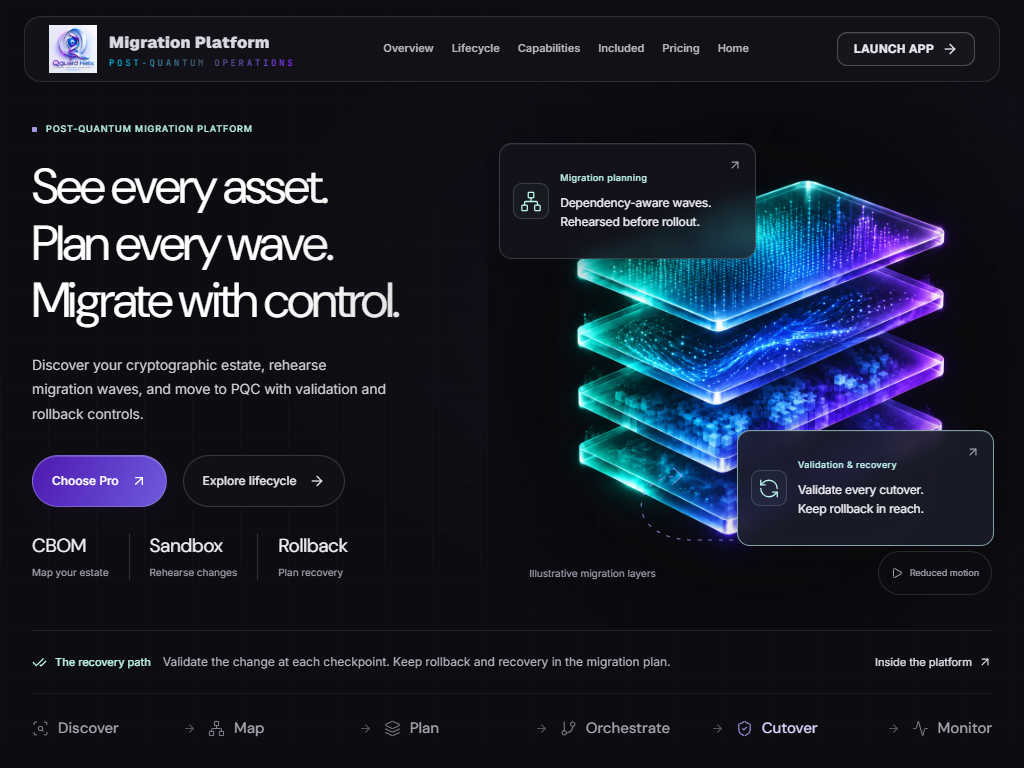 Qguard Helix
Migration Platform
POST-QUANTUM OPERATIONS
Overview
Lifecycle
Capabilities
Included
Pricing
Home
LAUNCH APP
POST-QUANTUM MIGRATION PLATFORM
See every asset.
Plan every wave.
Migrate with control.
Discover your cryptographic estate, rehearse
migration waves, and move to PQC with validation and
rollback controls.
Choose Pro
Explore lifecycle
CBOM
Map your estate
Sandbox
Rehearse changes
Rollback
Plan recovery
Migration planning
Dependency-aware waves.
Rehearsed before rollout.
Validation & recovery
Validate every cutover.
Keep rollback in reach.
Illustrative migration layers
Reduced motion
The recovery path
Validate the change at each checkpoint. Keep rollback and recovery in the migration plan.
Inside the platform
Discover
Map
Plan
Orchestrate
Cutover
Monitor